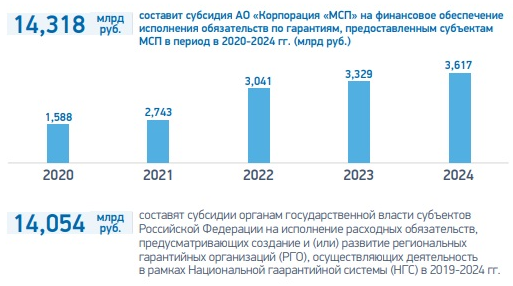 14,318 млрд руб.
составит субсидия АО «Корпорация «МСП» на финансовое обеспечение
исполнения обязательств по гарантиям, предоставленным субъектам
МСП в период в 2020-2024 гг. (млрд руб.)
1,588
2,743
3,041
3,329
3,617
2020
2021
2022
2023
2024
14,054 млрд руб.
составят субсидии органам государственной власти субъектов
Российской Федерации на исполнение расходных обязательств,
предусматривающих создание и (или) развитие региональных
гарантийных организаций (РГО), осуществляющих деятельность
в рамках Национальной гаарантийной системы (НГС) в 2019-2024 гг.